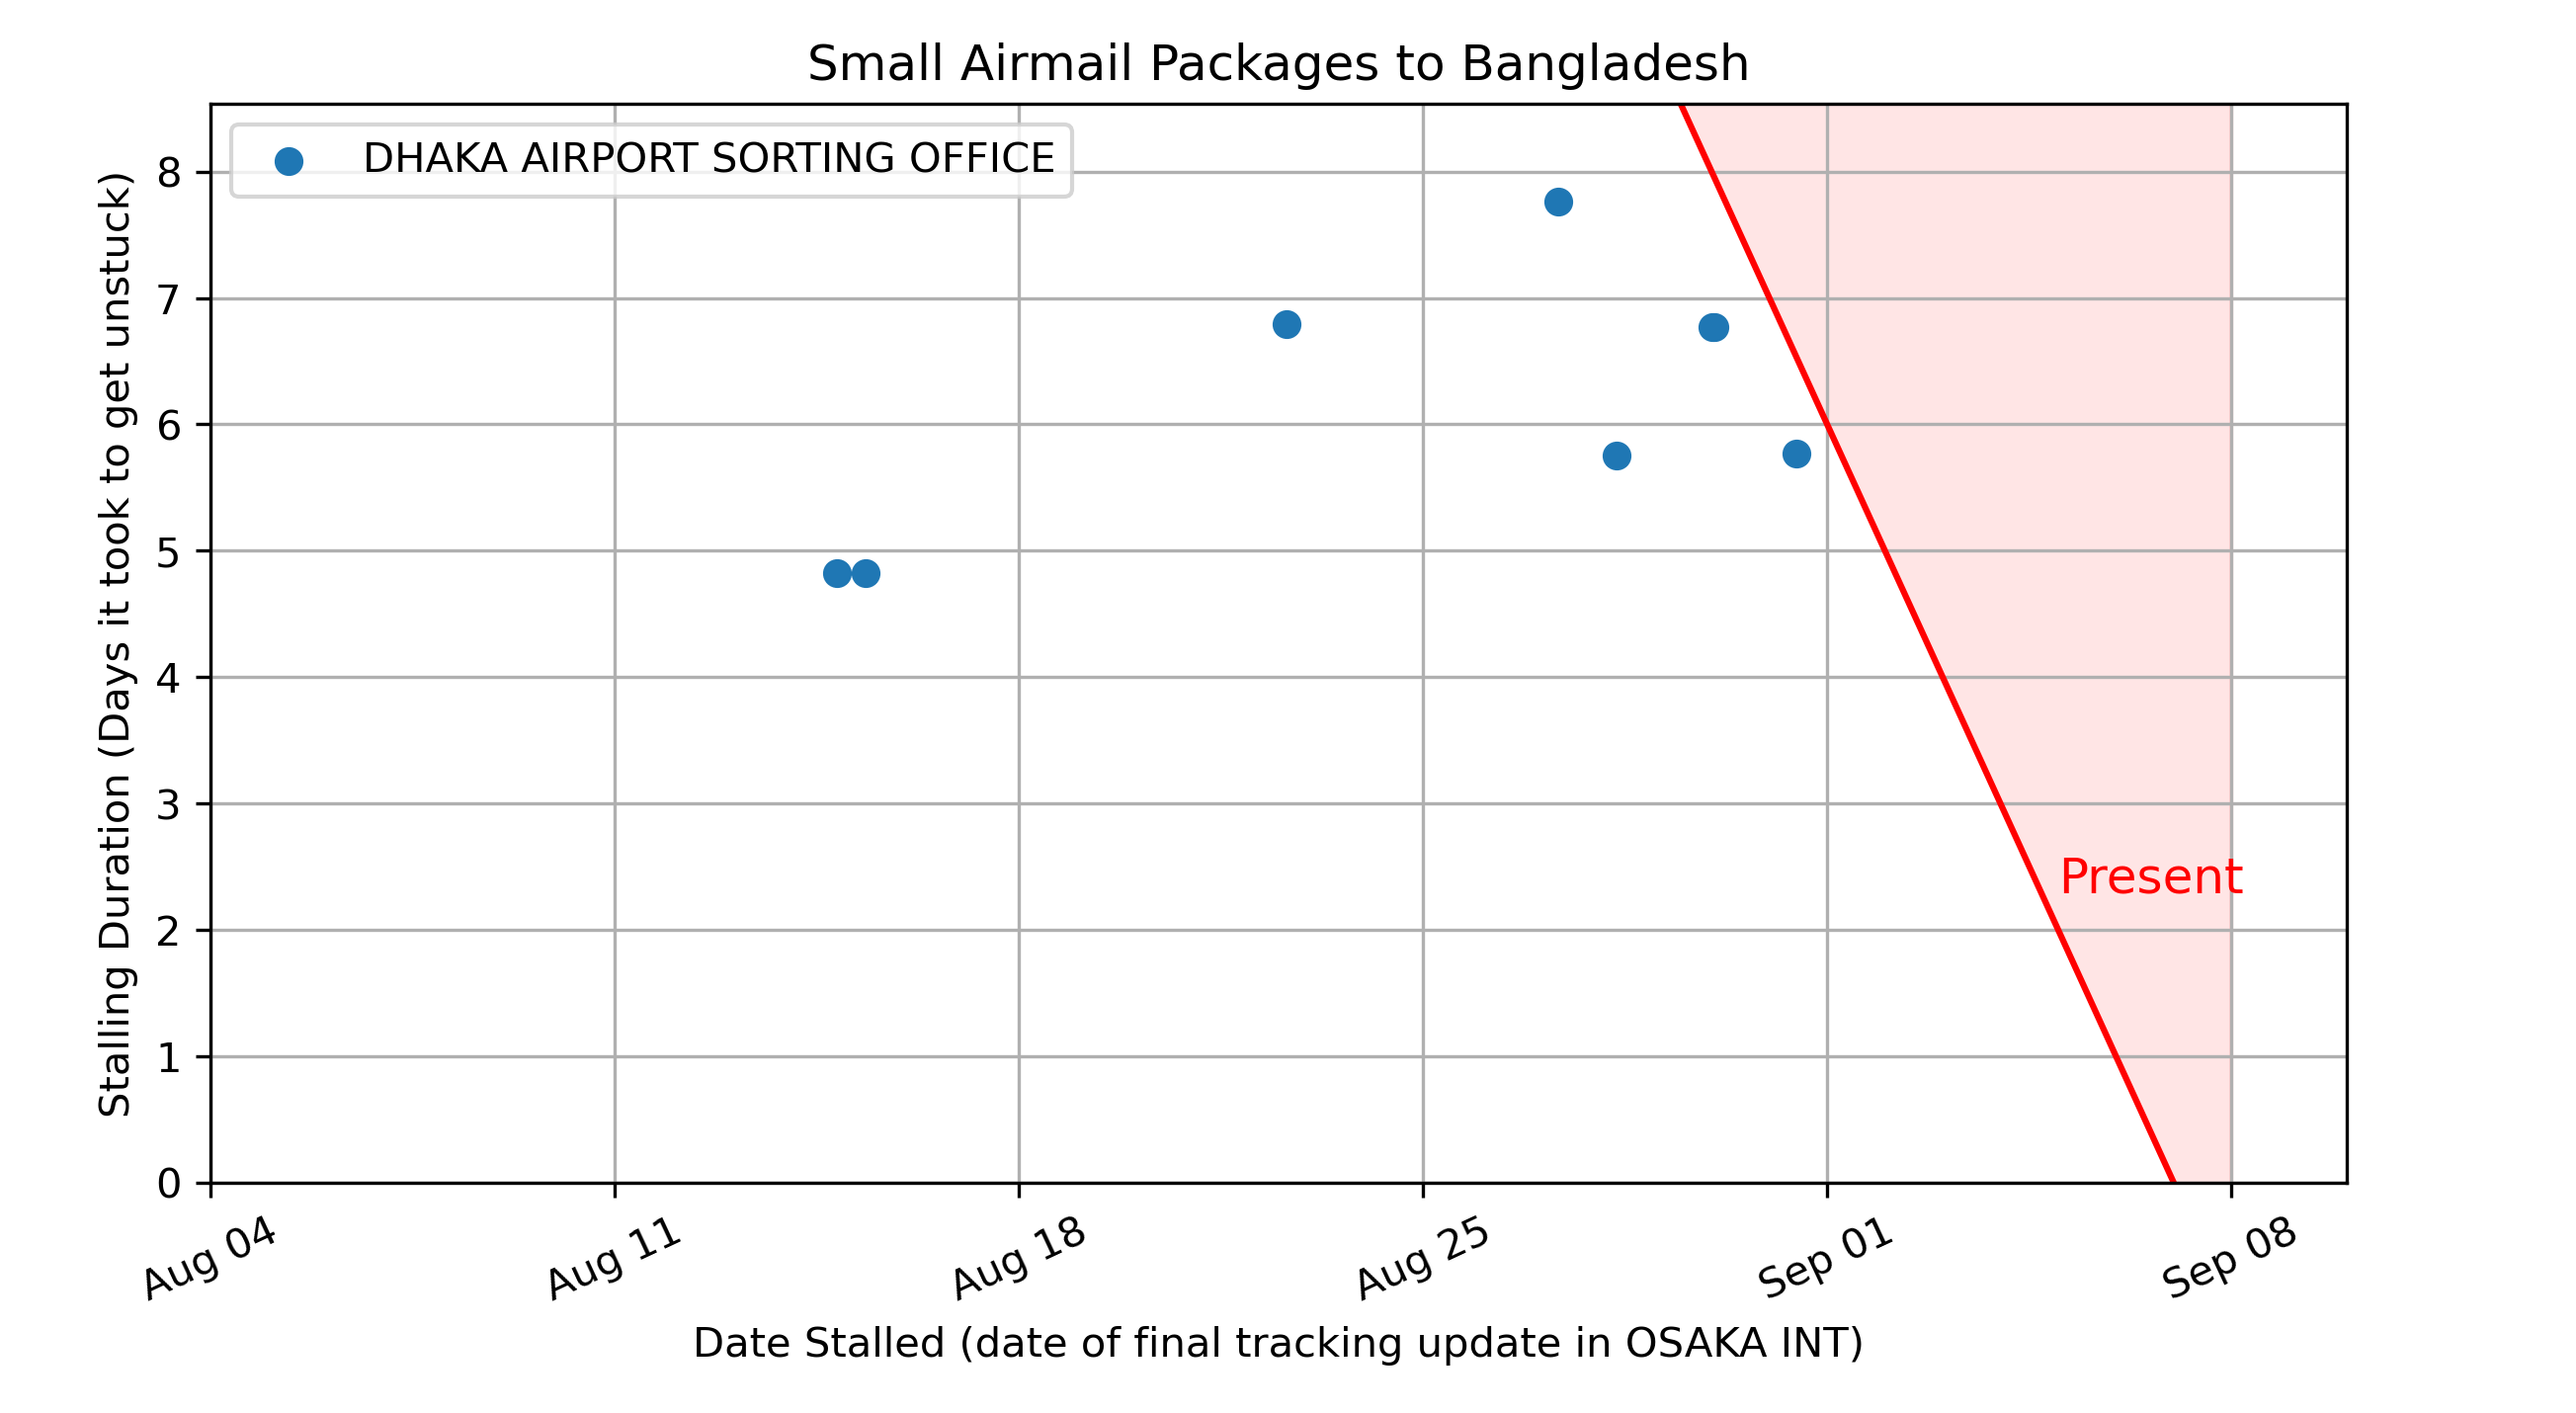 Small Airmail Packages to Bangladesh
DHAKA AIRPORT SORTING OFFICE
Stalling Duration (Days it took to get unstuck)
8
7
6
5
4
3
2
1
0
Present
Aug 04
Aug 11
Aug 18
Aug 25
Sep 01
Sep 08
Date Stalled (date of final tracking update in OSAKA INT)